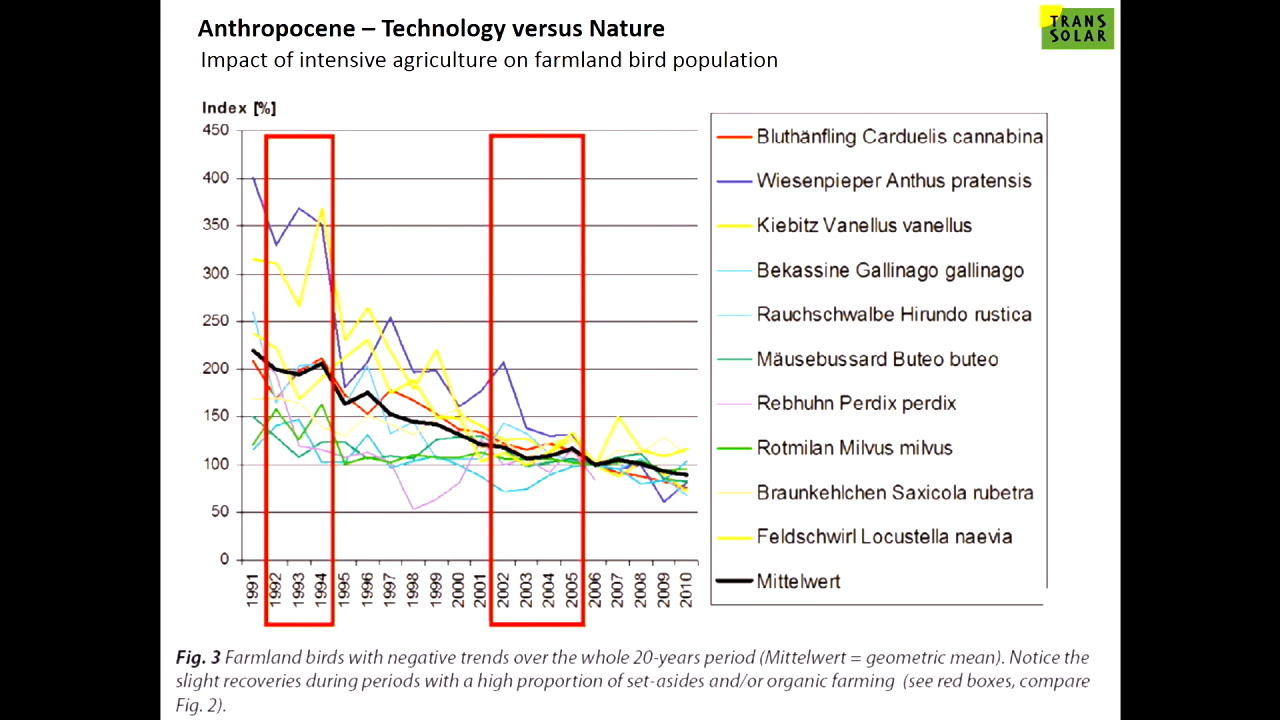 Anthropocene – Technology versus Nature
Impact of intensive agriculture on farmland bird population
TRANS
SOLAR
Index [%]
450
400
350
300
250
200
150
100
50
0
1991
1992
1993
1994
1995
1996
1997
1998
1999
2000
2001
2002
2003
2004
2005
2006
2007
2008
2009
2010
Bluthänfling Carduelis cannabina
Wiesenpieper Anthus pratensis
Kiebitz Vanellus vanellus
Bekassine Gallinago gallinago
Rauchschwalbe Hirundo rustica
Mäusebussard Buteo buteo
Rebhuhn Perdix perdix
Rotmilan Milvus milvus
Braunkehlchen Saxicola rubetra
Feldschwirl Locustella naevia
Mittelwert
Fig. 3 Farmland birds with negative trends over the whole 20-years period (Mittelwert = geometric mean). Notice the
slight recoveries during periods with a high proportion of set-asides and/or organic farming (see red boxes, compare
Fig. 2).